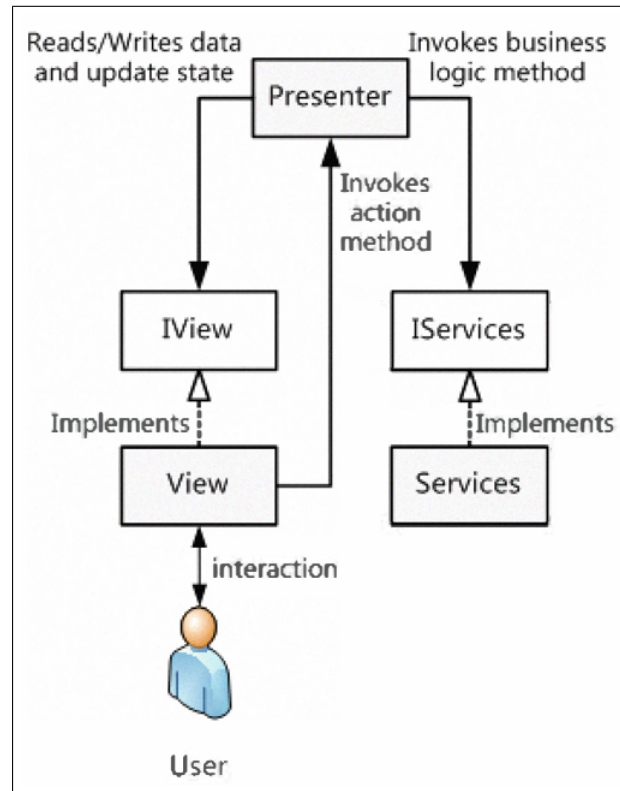 Reads/Writes data
and update state
Invokes business
logic method
Presenter
Invokes
action
method
IView
IServices
Implements
Implements
View
Services
interaction
User